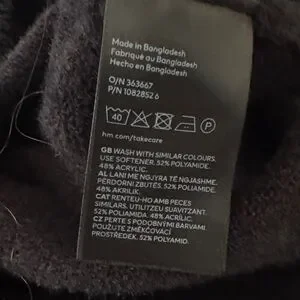 Made in Bangladesh
Fabriqué au Bangladesh
Hecho en Bangladesh
O/N 363667
P/N 10828526
40
P
hm.com/takecare
GB WASH WITH SIMILAR COLOURS.
USE SOFTENER. 52% POLYAMIDE.
48% ACRYLIC.
AL LANI ME NGJYRA TË NGJASHME.
PËRDORNI ZBUTËS. 52% POLIAMIDE.
48% AKRILIK.
CAT RENTEU-HO AMB PECES
SIMILARS. UTILITZEU SUAVITZANT.
52% POLIAMIDA. 48% ACRÍLIC.
CZ PERTE S PODOBNÝMI BARVAMI.
PROSTŘEDEK. 52% POLYAMID.